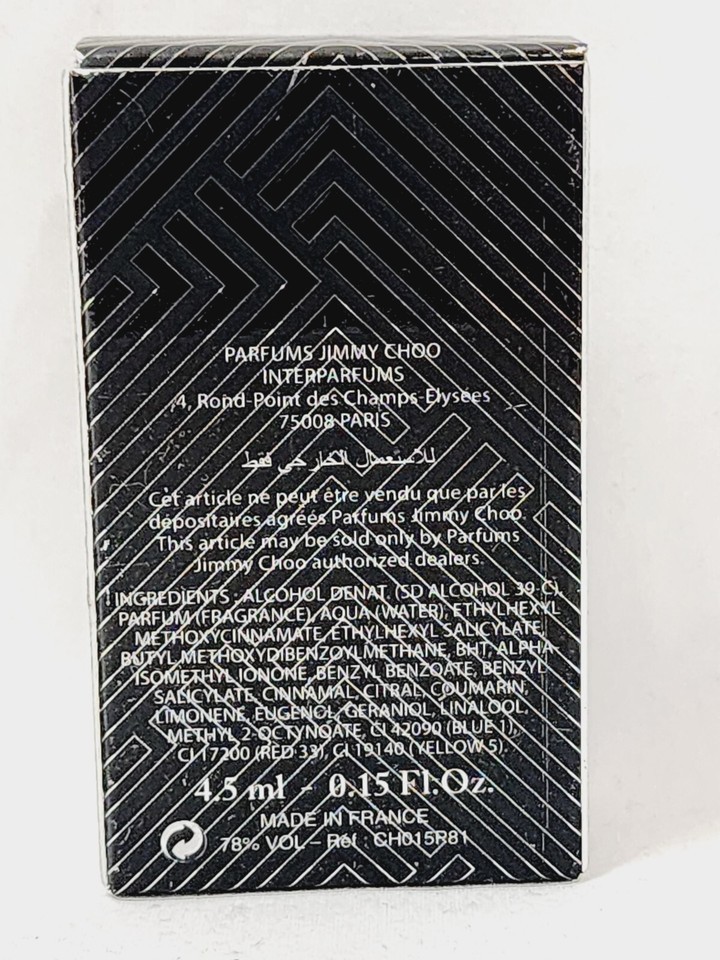 PARFUMS JIMMY CHOO
INTERPARFUMS
4, Rond-Point des Champs-Elysées
75008 PARIS
للاستعمال الخارجي فقط
Cet article ne peut être vendu que par les
dépositaires agréés Parfums Jimmy Choo.
This article may be sold only by Parfums
Jimmy Choo authorized dealers.
INGREDIENTS : ALCOHOL DENAT. (SD ALCOHOL 39-C),
PARFUM (FRAGRANCE), AQUA (WATER), ETHYLHEXYL
METHOXYCINNAMATE, ETHYLHEXYL SALICYLATE,
BUTYL METHOXYDIBENZOYLMETHANE, BHT, ALPHA-
ISOMETHYL IONONE, BENZYL BENZOATE, BENZYL
SALICYLATE, CINNAMAL, CITRAL, COUMARIN,
LIMONENE, EUGENOL, GERANIOL, LINALOOL,
METHYL 2-OCTYNOATE, CI 42090 (BLUE 1),
CI 17200 (RED 33), CI 19140 (YELLOW 5).
4.5 ml - 0.15 Fl.Oz.
MADE IN FRANCE
78% VOL – Réf : CH015R81